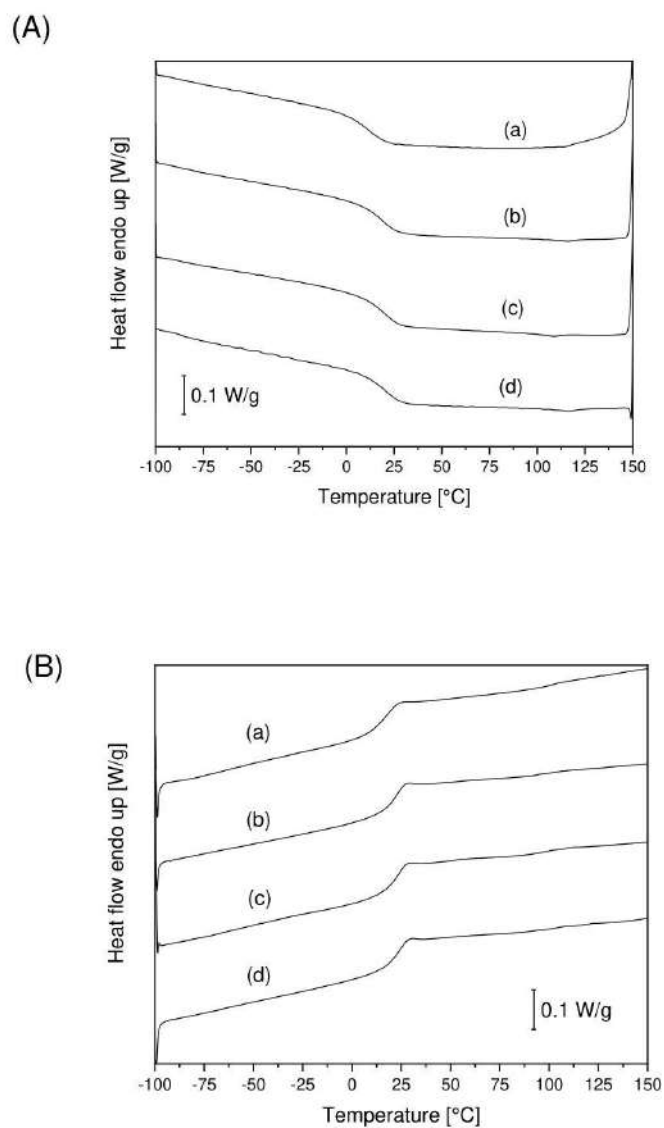 (A)
Heat flow endo up [W/g]
(a)
(b)
(c)
(d)
0.1 W/g
-100 -75 -50 -25 0 25 50 75 100 125 150
Temperature [°C]
(B)
Heat flow endo up [W/g]
(a)
(b)
(c)
(d)
0.1 W/g
-100 -75 -50 -25 0 25 50 75 100 125 150
Temperature [°C]